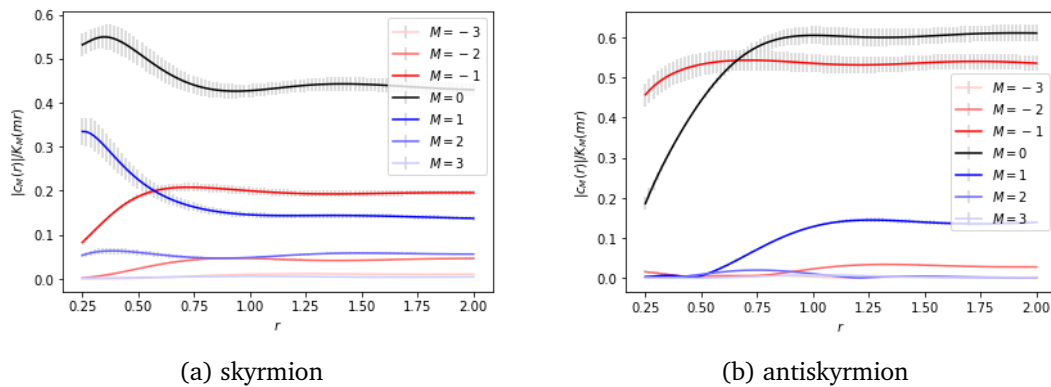 |c_M(r)|/K_M(mr)
0.6
0.5
0.4
0.3
0.2
0.1
0.0
M = −3
M = −2
M = −1
M = 0
M = 1
M = 2
M = 3
0.25 0.50 0.75 1.00 1.25 1.50 1.75 2.00
r
(a) skyrmion
|c_M(r)|/K_M(mr)
0.6
0.5
0.4
0.3
0.2
0.1
0.0
M = −3
M = −2
M = −1
M = 0
M = 1
M = 2
M = 3
0.25 0.50 0.75 1.00 1.25 1.50 1.75 2.00
r
(b) antiskyrmion